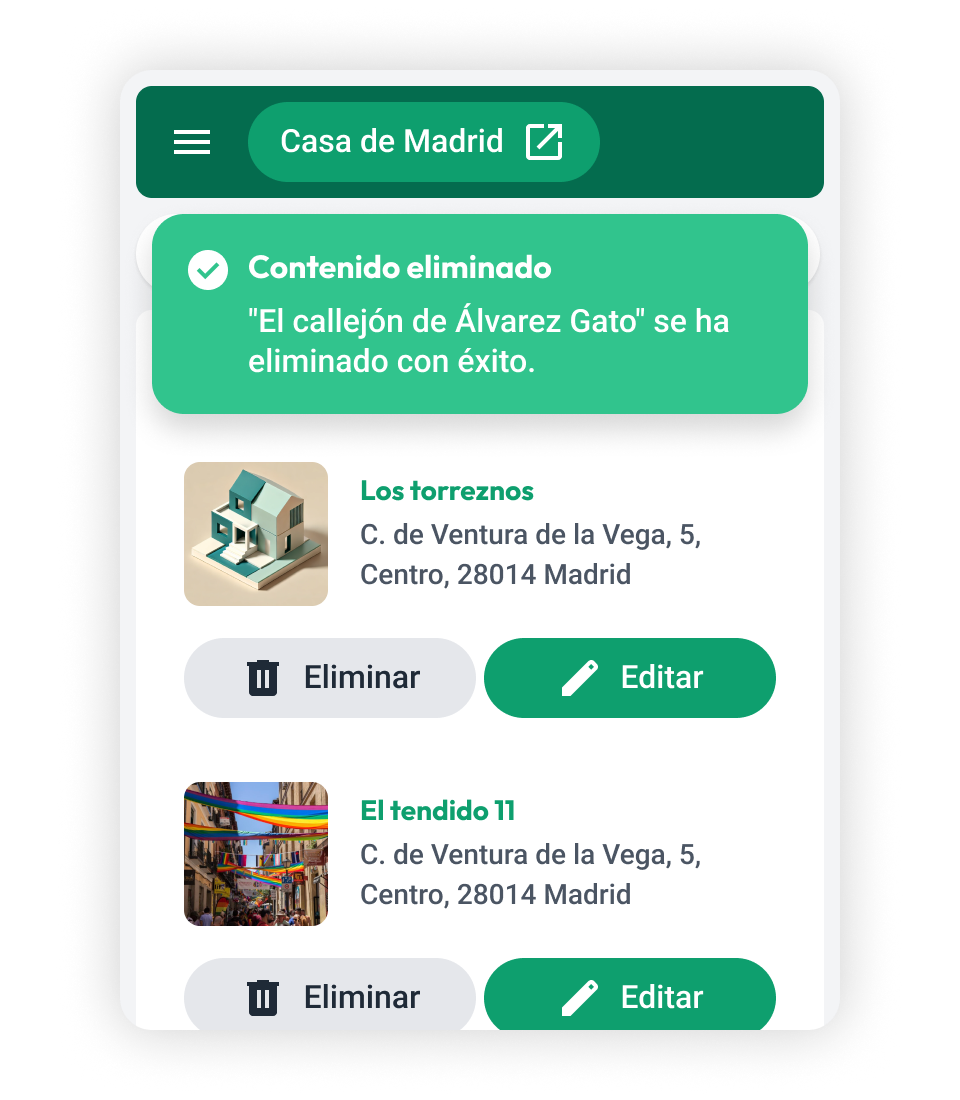 Casa de Madrid
Contenido eliminado
"El callejón de Álvarez Gato" se ha
eliminado con éxito.
Los torreznos
C. de Ventura de la Vega, 5,
Centro, 28014 Madrid
Eliminar
Editar
El tendido 11
C. de Ventura de la Vega, 5,
Centro, 28014 Madrid
Eliminar
Editar